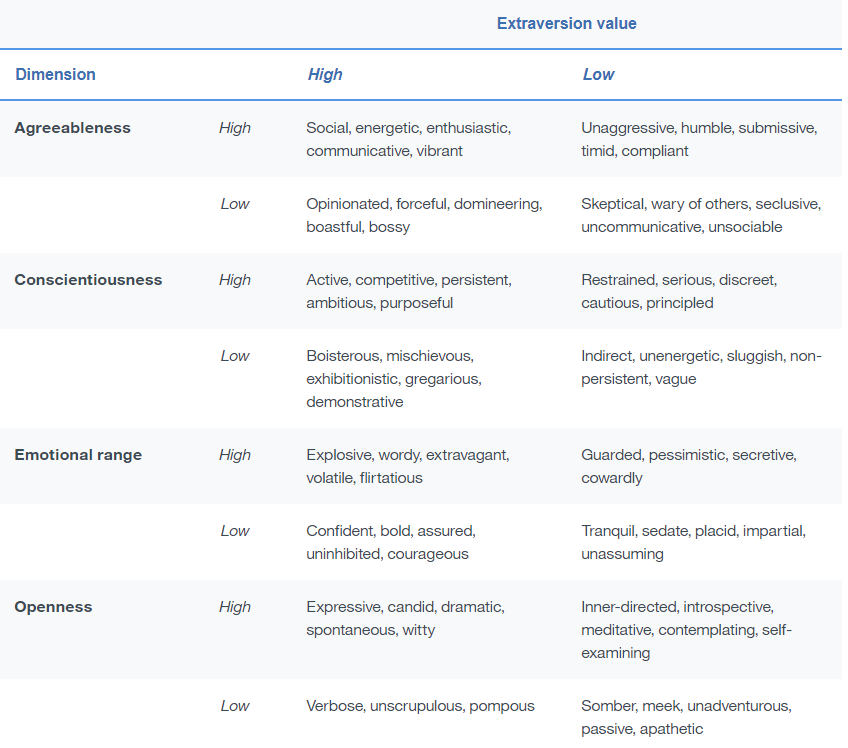 Extraversion value
Dimension High Low
Agreeableness High Social, energetic, enthusiastic, Unaggressive, humble, submissive,
communicative, vibrant timid, compliant
Low Opinionated, forceful, domineering, Skeptical, wary of others, seclusive,
boastful, bossy uncommunicative, unsociable
Conscientiousness High Active, competitive, persistent, Restrained, serious, discreet,
ambitious, purposeful cautious, principled
Low Boisterous, mischievous, Indirect, unenergetic, sluggish, non-
exhibitionistic, gregarious, persistent, vague
demonstrative
Emotional range High Explosive, wordy, extravagant, Guarded, pessimistic, secretive,
volatile, flirtatious cowardly
Low Confident, bold, assured, Tranquil, sedate, placid, impartial,
uninhibited, courageous unassuming
Openness High Expressive, candid, dramatic, Inner-directed, introspective,
spontaneous, witty meditative, contemplating, self-
examining
Low Verbose, unscrupulous, pompous Somber, meek, unadventurous,
passive, apathetic